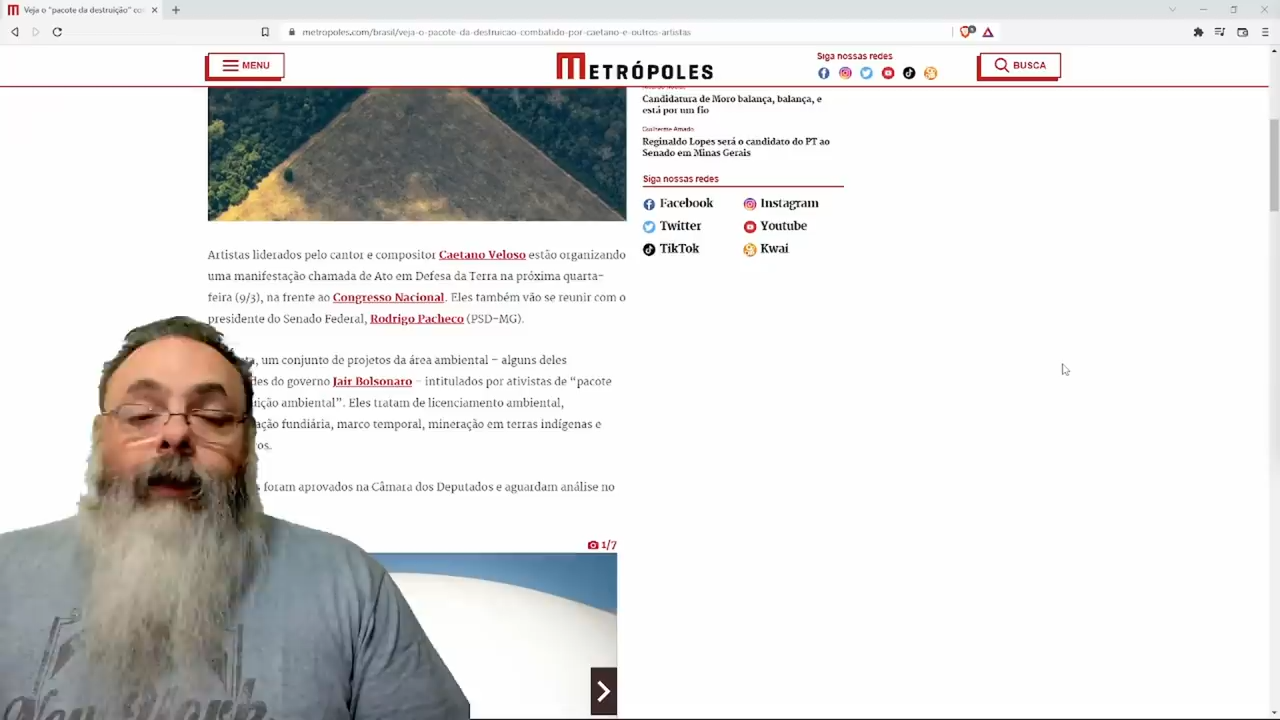 Veja o "pacote da destruição" co
metropoles.com/brasil/veja-o-pacote-da-destruicao-combatido-por-caetano-e-outros-artistas
MENU
METRÓPOLES
Siga nossas redes
BUSCA
Candidatura de Moro balança, balança, e
está por um fio
Guilherme Amado
Reginaldo Lopes será o candidato do PT ao
Senado em Minas Gerais
Siga nossas redes
Facebook
Instagram
Twitter
Youtube
TikTok
Kwai
Artistas liderados pelo cantor e compositor Caetano Veloso estão organizando
uma manifestação chamada de Ato em Defesa da Terra na próxima quarta-
feira (9/3), na frente ao Congresso Nacional. Eles também vão se reunir com o
presidente do Senado Federal, Rodrigo Pacheco (PSD-MG).
, um conjunto de projetos da área ambiental – alguns deles
des do governo Jair Bolsonaro – intitulados por ativistas de “pacote
uição ambiental”. Eles tratam de licenciamento ambiental,
ação fundiária, marco temporal, mineração em terras indígenas e
os.
foram aprovados na Câmara dos Deputados e aguardam análise no
1/7